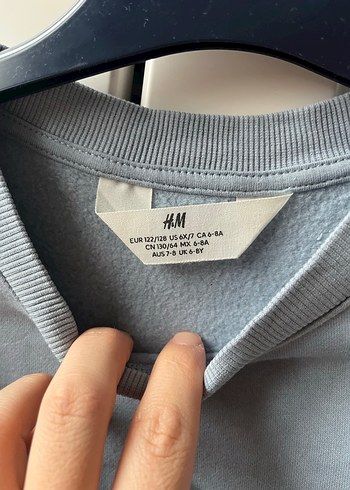 H&M
EUR 122/128 US 6X/7 CA 6-8A
CN 130/64 MX 6-8A
AUS 7-8 UK 6-8Y